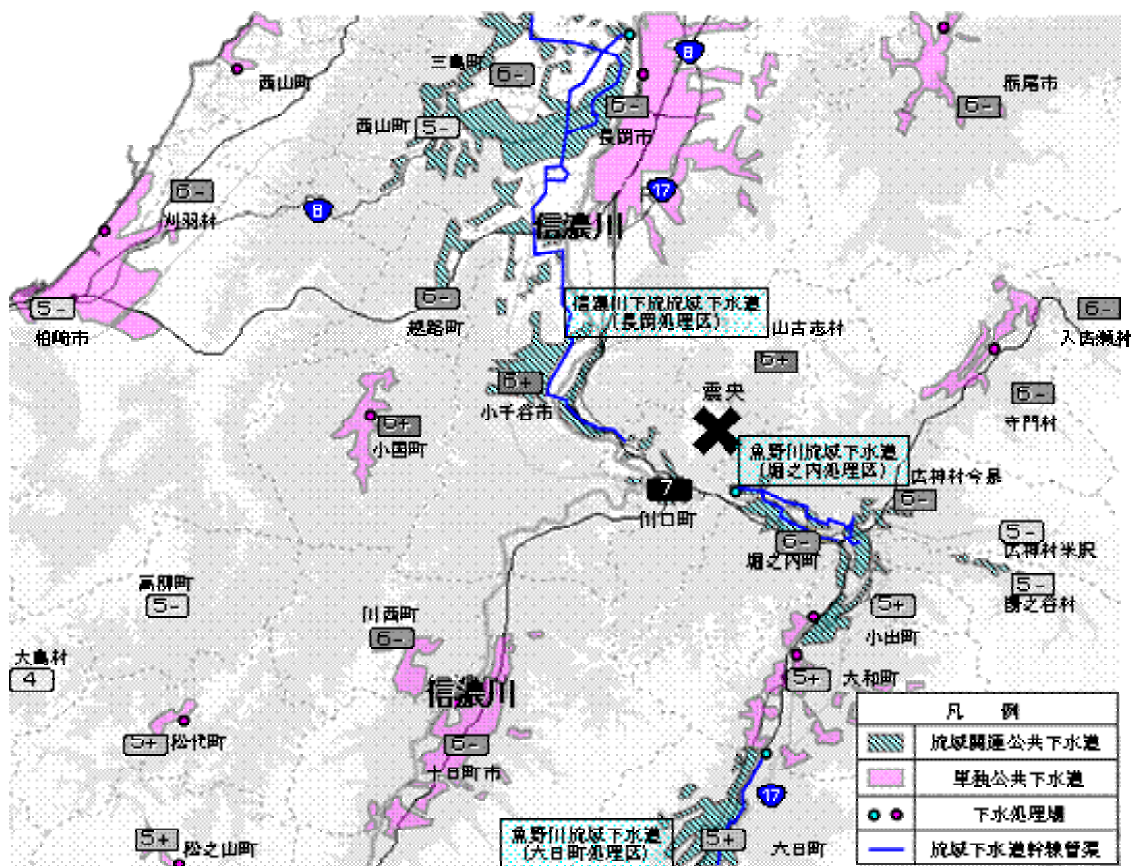 三島町
6-
8
西山町
栃尾市
6-
西山町
5-
6-
長岡市
6-
刈羽村
8
17
信濃川
5-
柏崎市
6-
越路町
信濃川下流流域下水道
(長岡処理区)
山古志村
6+
6-
入広瀬村
6+
小千谷市
震央
6-
守門村
6+
小国町
魚野川流域下水道
(堀之内処理区)
広神村今泉
6-
7
川口町
5-
広神村米沢
6-
堀之内町
5-
湯之谷村
高柳町
5-
川西町
6-
5+
小出町
大島村
4
信濃川
5+
大和町
5+
松代町
6-
十日町市
17
5+
松之山町
魚野川流域下水道
(六日町処理区)
5+
六日町
凡 例
流域関連公共下水道
単独公共下水道
下水処理場
流域下水道幹線管渠